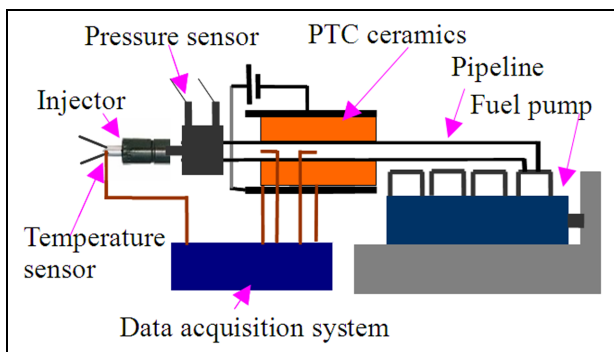 Pressure sensor
PTC ceramics
Pipeline
Injector
Fuel pump
Temperature
sensor
Data acquisition system